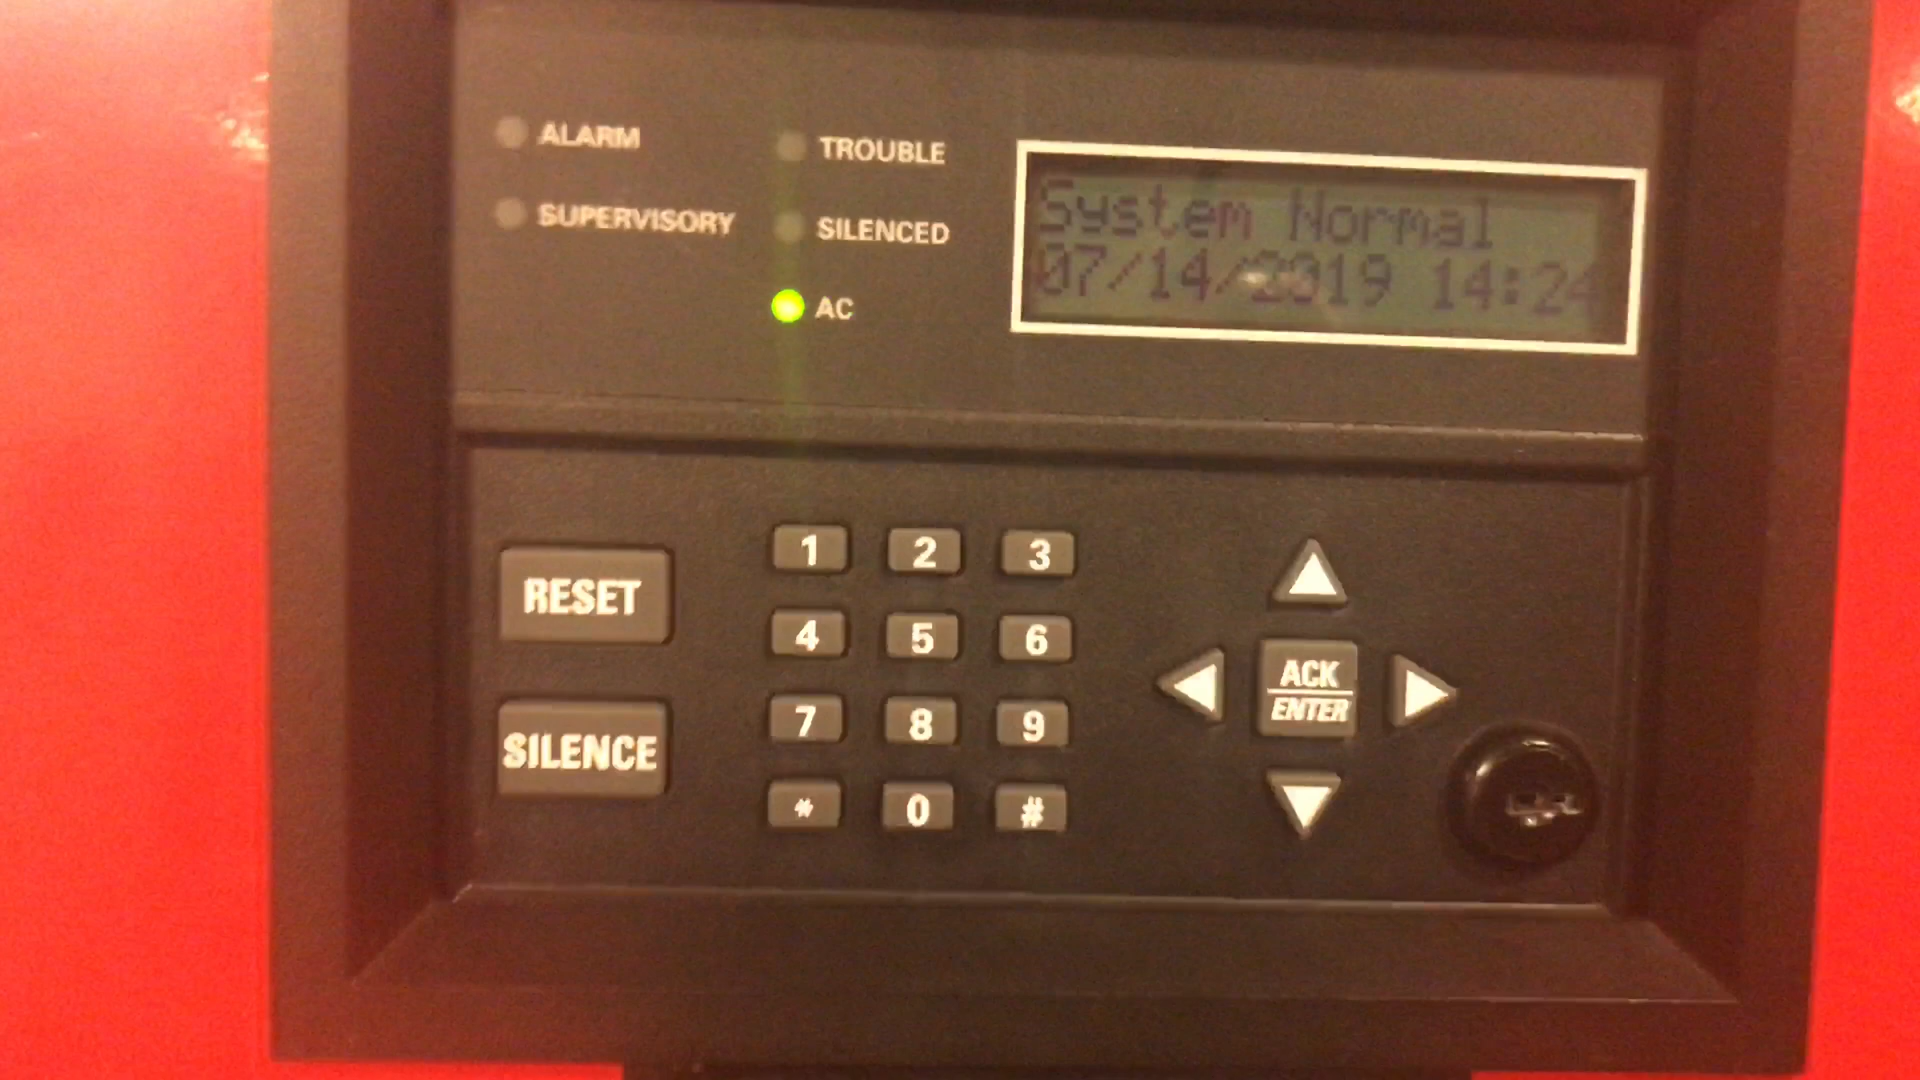 ALARM
TROUBLE
SUPERVISORY
SILENCED
AC
System Normal
07/14/2019 14:24
RESET
SILENCE
1 2 3
4 5 6
7 8 9
* 0 #
ACK
ENTER